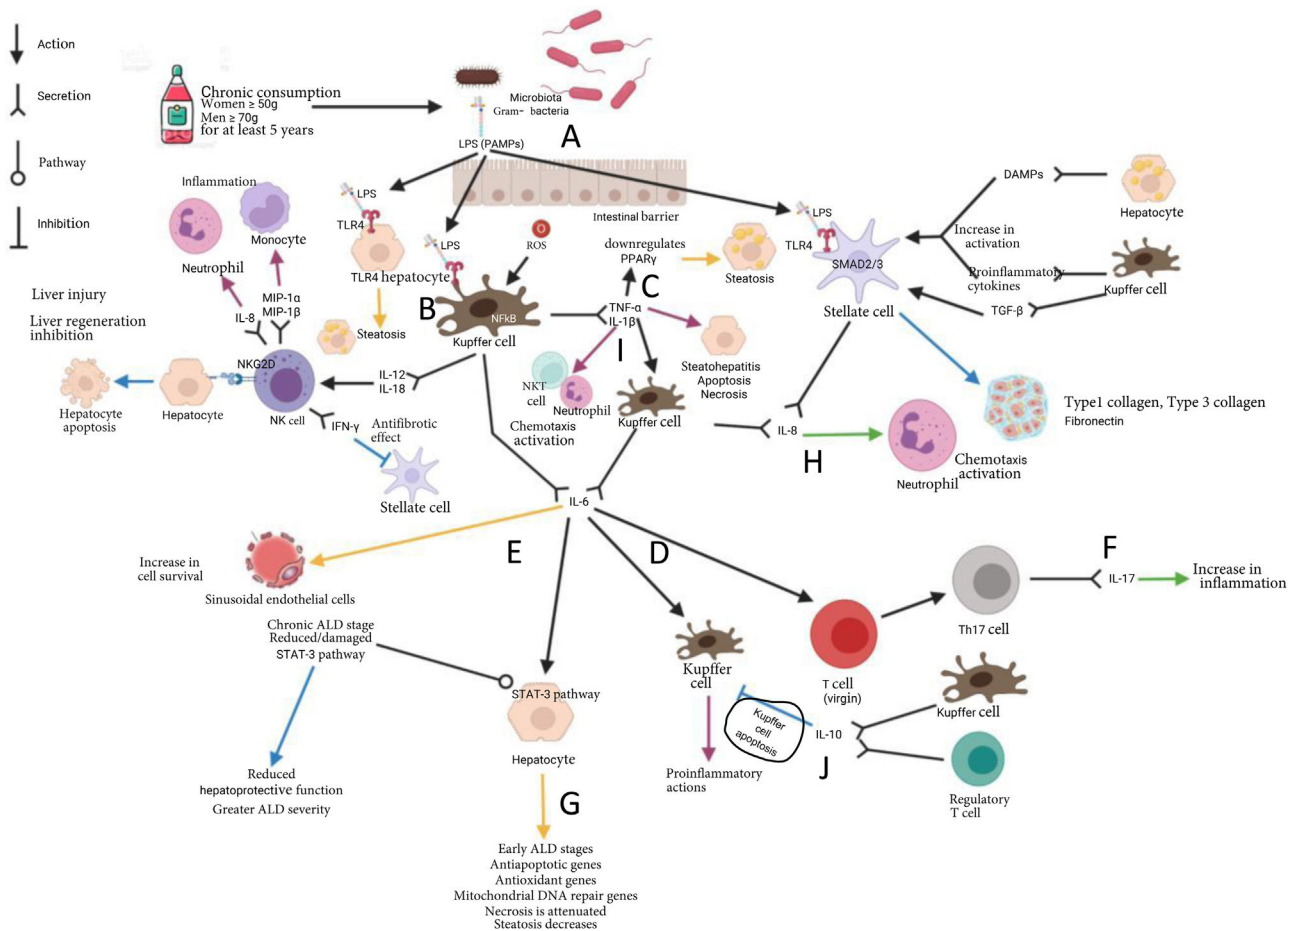 Action
Secretion
Pathway
Inhibition
Chronic consumption
Women ≥ 50g
Men ≥ 70g
for at least 5 years
Microbiota
Gram- bacteria
LPS (PAMPs)
A
Intestinal barrier
Inflammation
Monocyte
Neutrophil
MIP-1α
MIP-1β
IL-8
Liver injury
Liver regeneration
inhibition
NKG2D
NK cell
Hepatocyte
Hepatocyte
apoptosis
IL-12
IL-18
IFN-γ
Antifibrotic
effect
Stellate cell
LPS
TLR4
TLR4 hepatocyte
Steatosis
LPS
B
NFkB
Kupffer cell
ROS
downregulates
PPARγ
Steatosis
C
TNF-α
IL-1β
I
Steatohepatitis
Apoptosis
Necrosis
NKT
cell
Neutrophil
Chemotaxis
activation
Kupffer cell
LPS
TLR4
SMAD2/3
Stellate cell
DAMPs
Hepatocyte
Increase in
activation
Proinflammatory
cytokines
Kupffer cell
TGF-β
Type1 collagen, Type 3 collagen
Fibronectin
IL-8
H
Neutrophil
Chemotaxis
activation
IL-6
E
D
Increase in
cell survival
Sinusoidal endothelial cells
Chronic ALD stage
Reduced/damaged
STAT-3 pathway
Reduced
hepatoprotective function
Greater ALD severity
STAT-3 pathway
Hepatocyte
G
Early ALD stages
Antiapoptotic genes
Antioxidant genes
Mitochondrial DNA repair genes
Necrosis is attenuated
Steatosis decreases
Kupffer
cell
Proinflammatory
actions
T cell
(virgin)
Th17 cell
F
IL-17
Increase in
inflammation
Kupffer
cell
apoptosis
IL-10
J
Kupffer cell
Regulatory
T cell